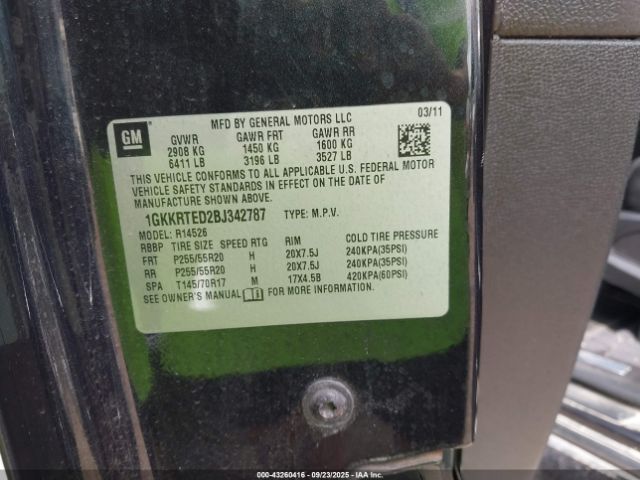 MFD BY GENERAL MOTORS LLC 03/11
GM
GVWR GAWR FRT GAWR RR
2908 KG 1450 KG 1600 KG
6411 LB 3196 LB 3527 LB
THIS VEHICLE CONFORMS TO ALL APPLICABLE U.S. FEDERAL MOTOR
VEHICLE SAFETY STANDARDS IN EFFECT ON THE DATE OF
MANUFACTURE SHOWN ABOVE.
1GKKRTED2BJ342787 TYPE: M.P.V.
MODEL: R14526
RBBP TIRE SIZE SPEED RTG RIM COLD TIRE PRESSURE
FRT P255/55R20 H 20X7.5J 240KPA(35PSI)
RR P255/55R20 H 20X7.5J 240KPA(35PSI)
SPA T145/70R17 M 17X4.5B 420KPA(60PSI)
SEE OWNER'S MANUAL FOR MORE INFORMATION.
000-43260416 - 09/23/2025 - IAAI.COM